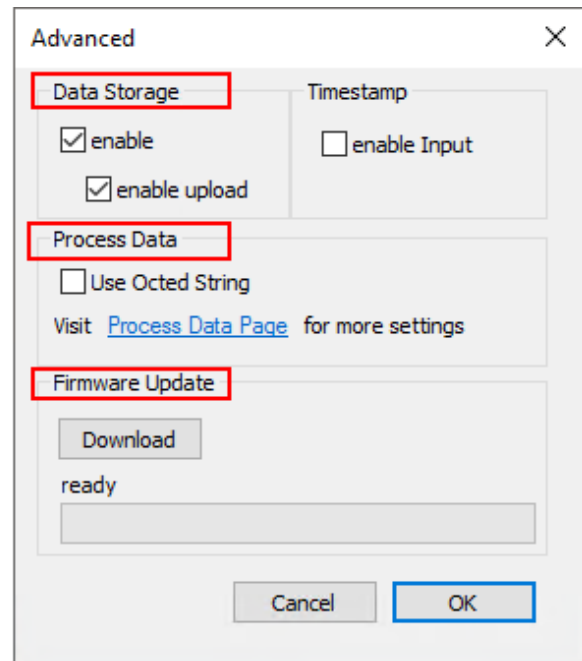 Advanced
Data Storage
enable
enable upload
Timestamp
enable Input
Process Data
Use Octed String
Visit Process Data Page for more settings
Firmware Update
Download
ready
Cancel
OK